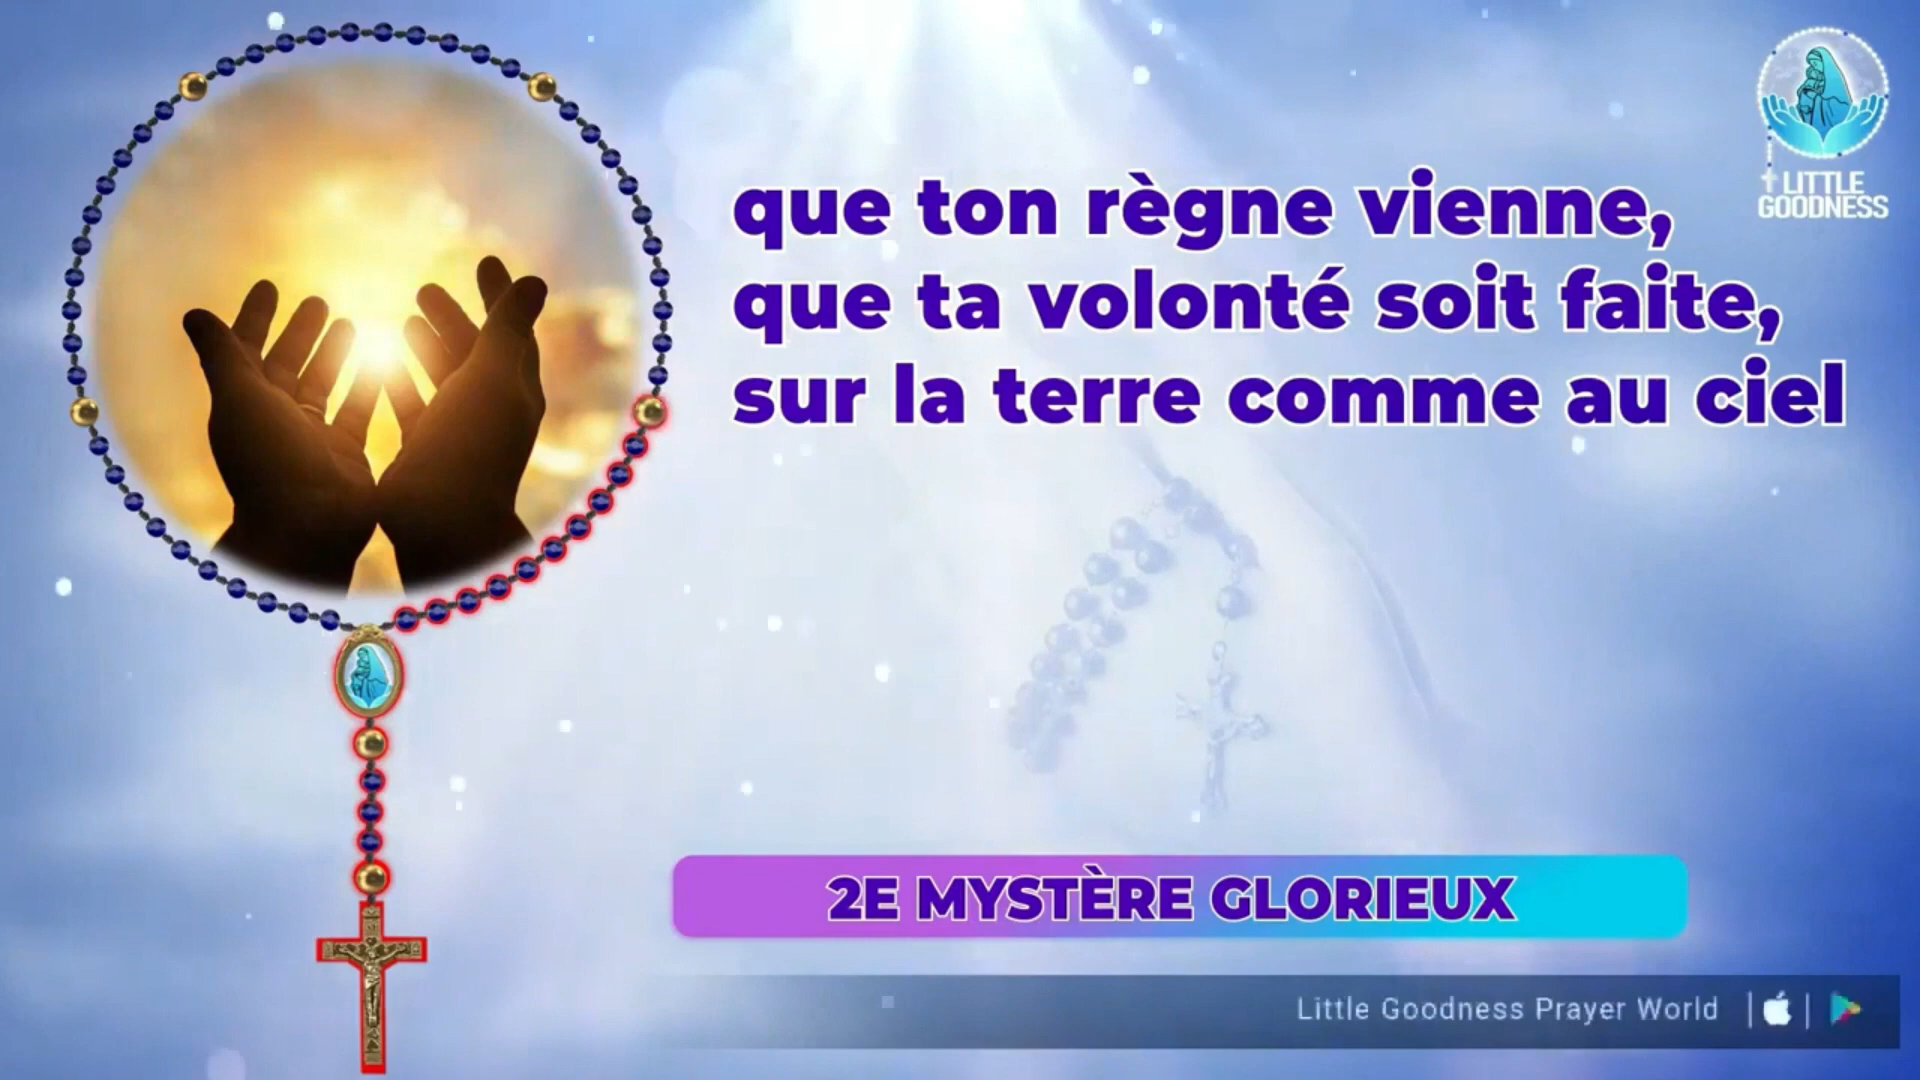 que ton règne vienne,
que ta volonté soit faite,
sur la terre comme au ciel
LITTLE
GOODNESS
2E MYSTÈRE GLORIEUX
Little Goodness Prayer World